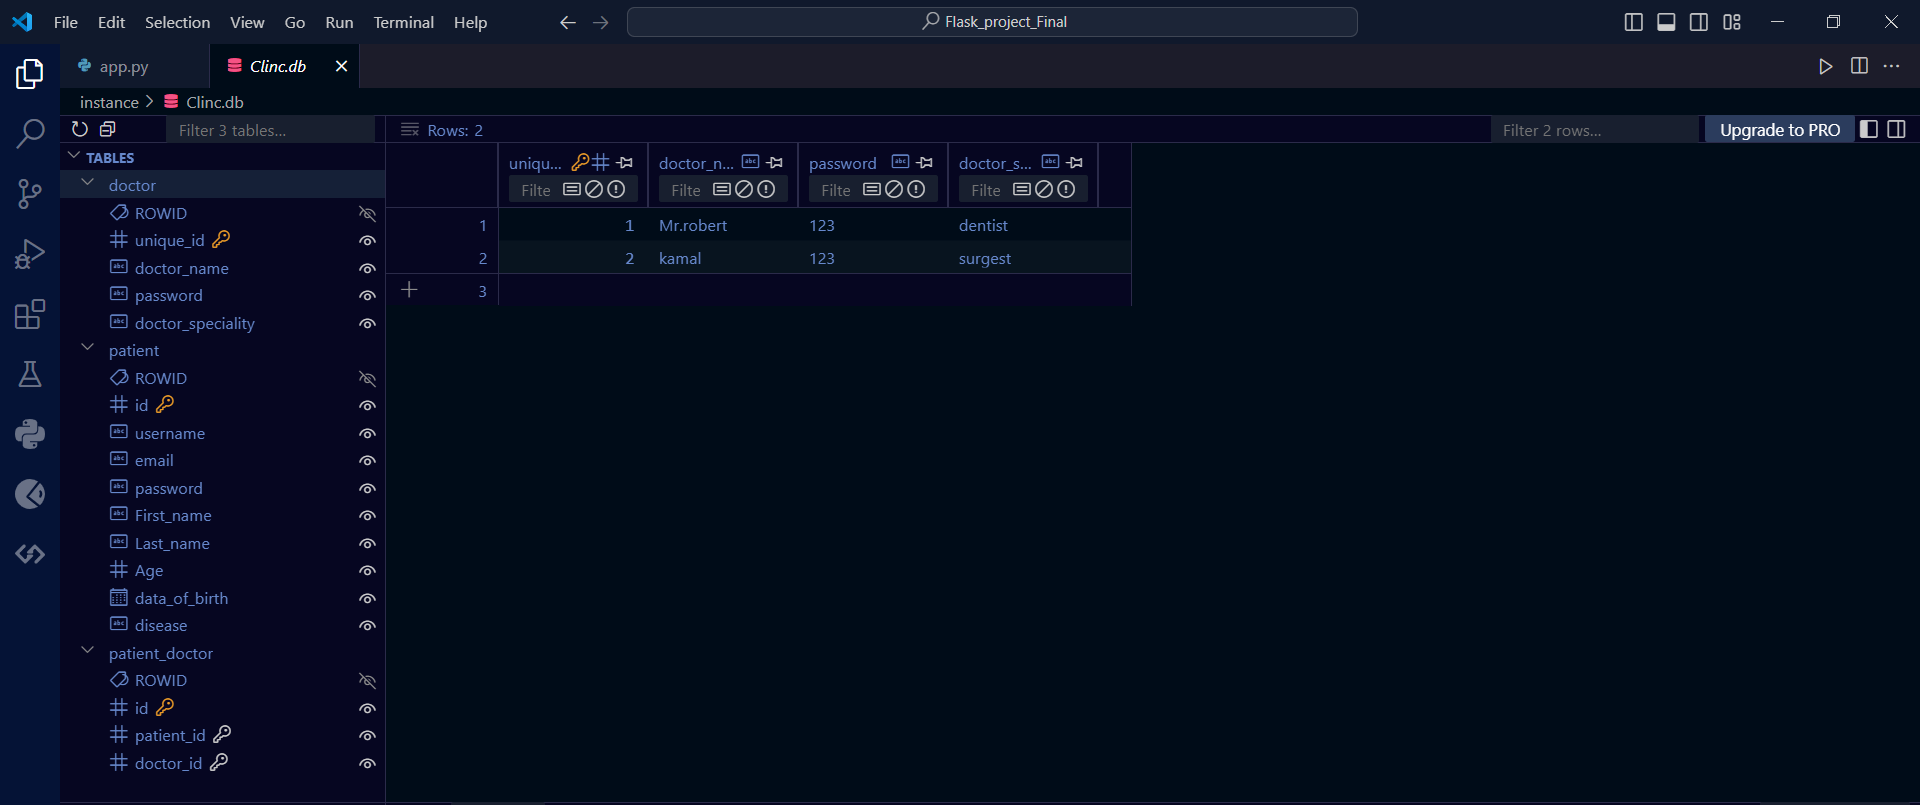 File Edit Selection View Go Run Terminal Help Flask_project_Final
app.py Clinc.db
instance Clinc.db
Filter 3 tables... Rows: 2 Filter 2 rows... Upgrade to PRO
TABLES
uniqu... doctor_n... password doctor_s...
Filte Filte Filte Filte
1 1 Mr.robert 123 dentist
2 2 kamal 123 surgest
3
doctor
ROWID
unique_id
doctor_name
password
doctor_speciality
patient
ROWID
id
username
email
password
First_name
Last_name
Age
data_of_birth
disease
patient_doctor
ROWID
id
patient_id
doctor_id